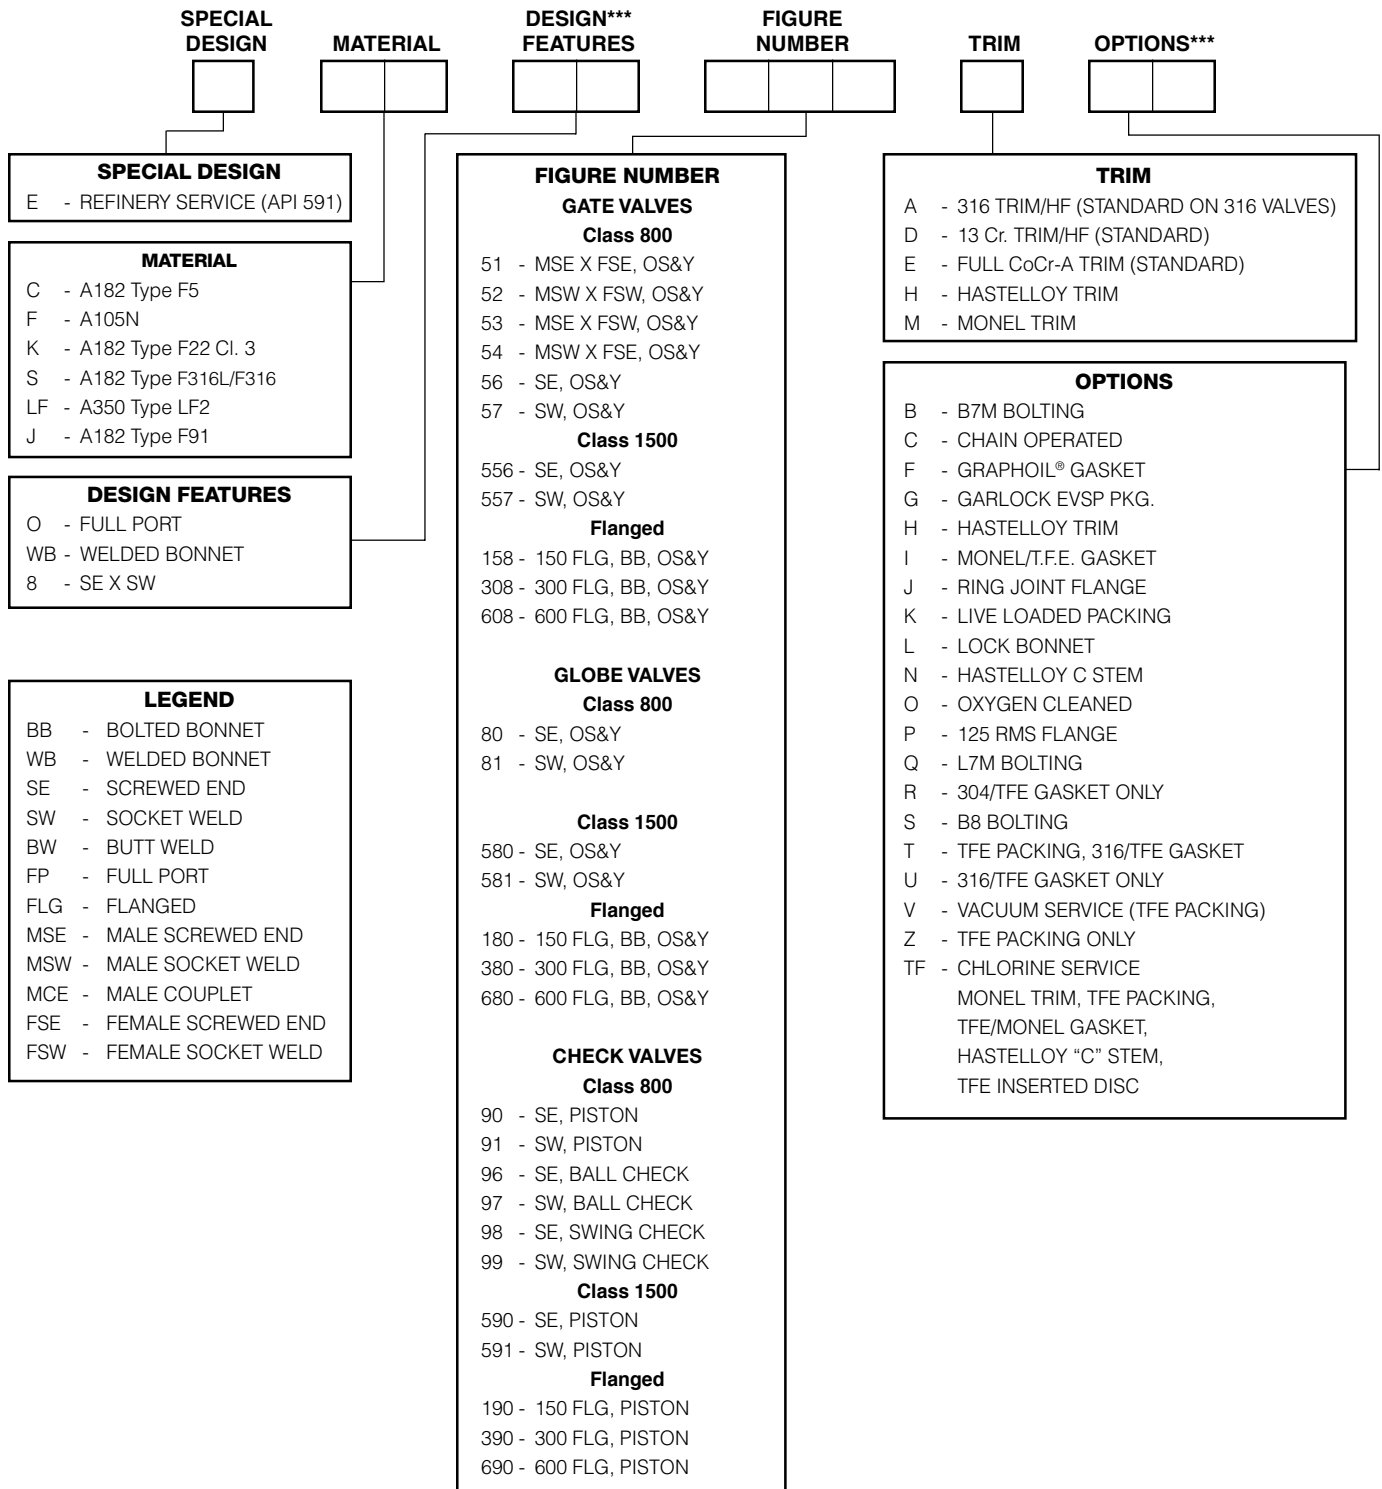 SPECIAL DESIGN
MATERIAL
DESIGN*** FEATURES
FIGURE NUMBER
TRIM
OPTIONS***
SPECIAL DESIGN
E - REFINERY SERVICE (API 591)
MATERIAL
C - A182 Type F5
F - A105N
K - A182 Type F22 Cl. 3
S - A182 Type F316L/F316
LF - A350 Type LF2
J - A182 Type F91
DESIGN FEATURES
O - FULL PORT
WB - WELDED BONNET
8 - SE X SW
LEGEND
BB - BOLTED BONNET
WB - WELDED BONNET
SE - SCREWED END
SW - SOCKET WELD
BW - BUTT WELD
FP - FULL PORT
FLG - FLANGED
MSE - MALE SCREWED END
MSW - MALE SOCKET WELD
MCE - MALE COUPLET
FSE - FEMALE SCREWED END
FSW - FEMALE SOCKET WELD
FIGURE NUMBER
GATE VALVES
Class 800
51 - MSE X FSE, OS&Y
52 - MSW X FSW, OS&Y
53 - MSE X FSW, OS&Y
54 - MSW X FSE, OS&Y
56 - SE, OS&Y
57 - SW, OS&Y
Class 1500
556 - SE, OS&Y
557 - SW, OS&Y
Flanged
158 - 150 FLG, BB, OS&Y
308 - 300 FLG, BB, OS&Y
608 - 600 FLG, BB, OS&Y
GLOBE VALVES
Class 800
80 - SE, OS&Y
81 - SW, OS&Y
Class 1500
580 - SE, OS&Y
581 - SW, OS&Y
Flanged
180 - 150 FLG, BB, OS&Y
380 - 300 FLG, BB, OS&Y
680 - 600 FLG, BB, OS&Y
CHECK VALVES
Class 800
90 - SE, PISTON
91 - SW, PISTON
96 - SE, BALL CHECK
97 - SW, BALL CHECK
98 - SE, SWING CHECK
99 - SW, SWING CHECK
Class 1500
590 - SE, PISTON
591 - SW, PISTON
Flanged
190 - 150 FLG, PISTON
390 - 300 FLG, PISTON
690 - 600 FLG, PISTON
TRIM
A - 316 TRIM/HF (STANDARD ON 316 VALVES)
D - 13 Cr. TRIM/HF (STANDARD)
E - FULL CoCr-A TRIM (STANDARD)
H - HASTELLOY TRIM
M - MONEL TRIM
OPTIONS
B - B7M BOLTING
C - CHAIN OPERATED
F - GRAPHOIL® GASKET
G - GARLOCK EVSP PKG.
H - HASTELLOY TRIM
I - MONEL/T.F.E. GASKET
J - RING JOINT FLANGE
K - LIVE LOADED PACKING
L - LOCK BONNET
N - HASTELLOY C STEM
O - OXYGEN CLEANED
P - 125 RMS FLANGE
Q - L7M BOLTING
R - 304/TFE GASKET ONLY
S - B8 BOLTING
T - TFE PACKING, 316/TFE GASKET
U - 316/TFE GASKET ONLY
V - VACUUM SERVICE (TFE PACKING)
Z - TFE PACKING ONLY
TF - CHLORINE SERVICE
MONEL TRIM, TFE PACKING,
TFE/MONEL GASKET,
HASTELLOY “C” STEM,
TFE INSERTED DISC